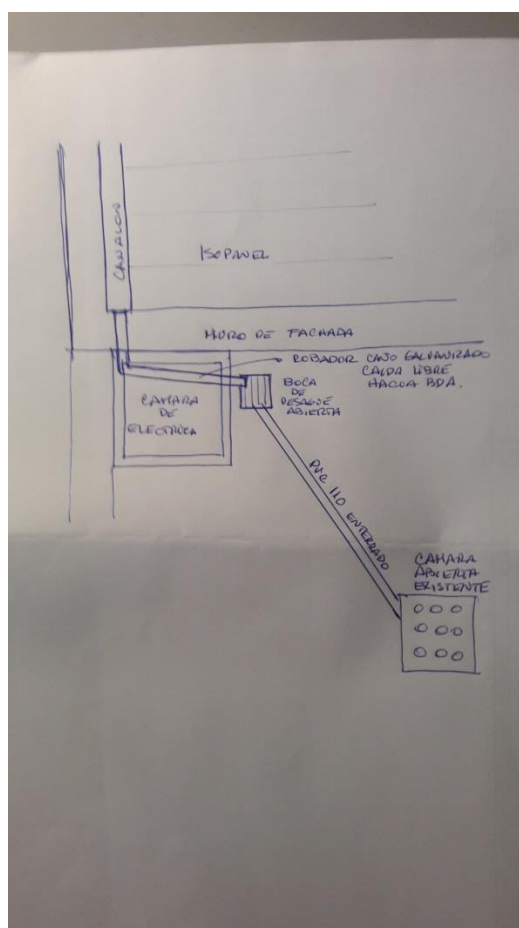 CANALON
ISOPANEL
MURO DE FACHADA
ROBADOR CAÑO GALVANIZADO
CAIDA LIBRE
HACIA BDA.
CAMARA
DE
ELECTRICA
BOCA
DE
DESAGUE
ABIERTA
PVC 110 ENTERRADO
CAMARA
ABIERTA
EXISTENTE